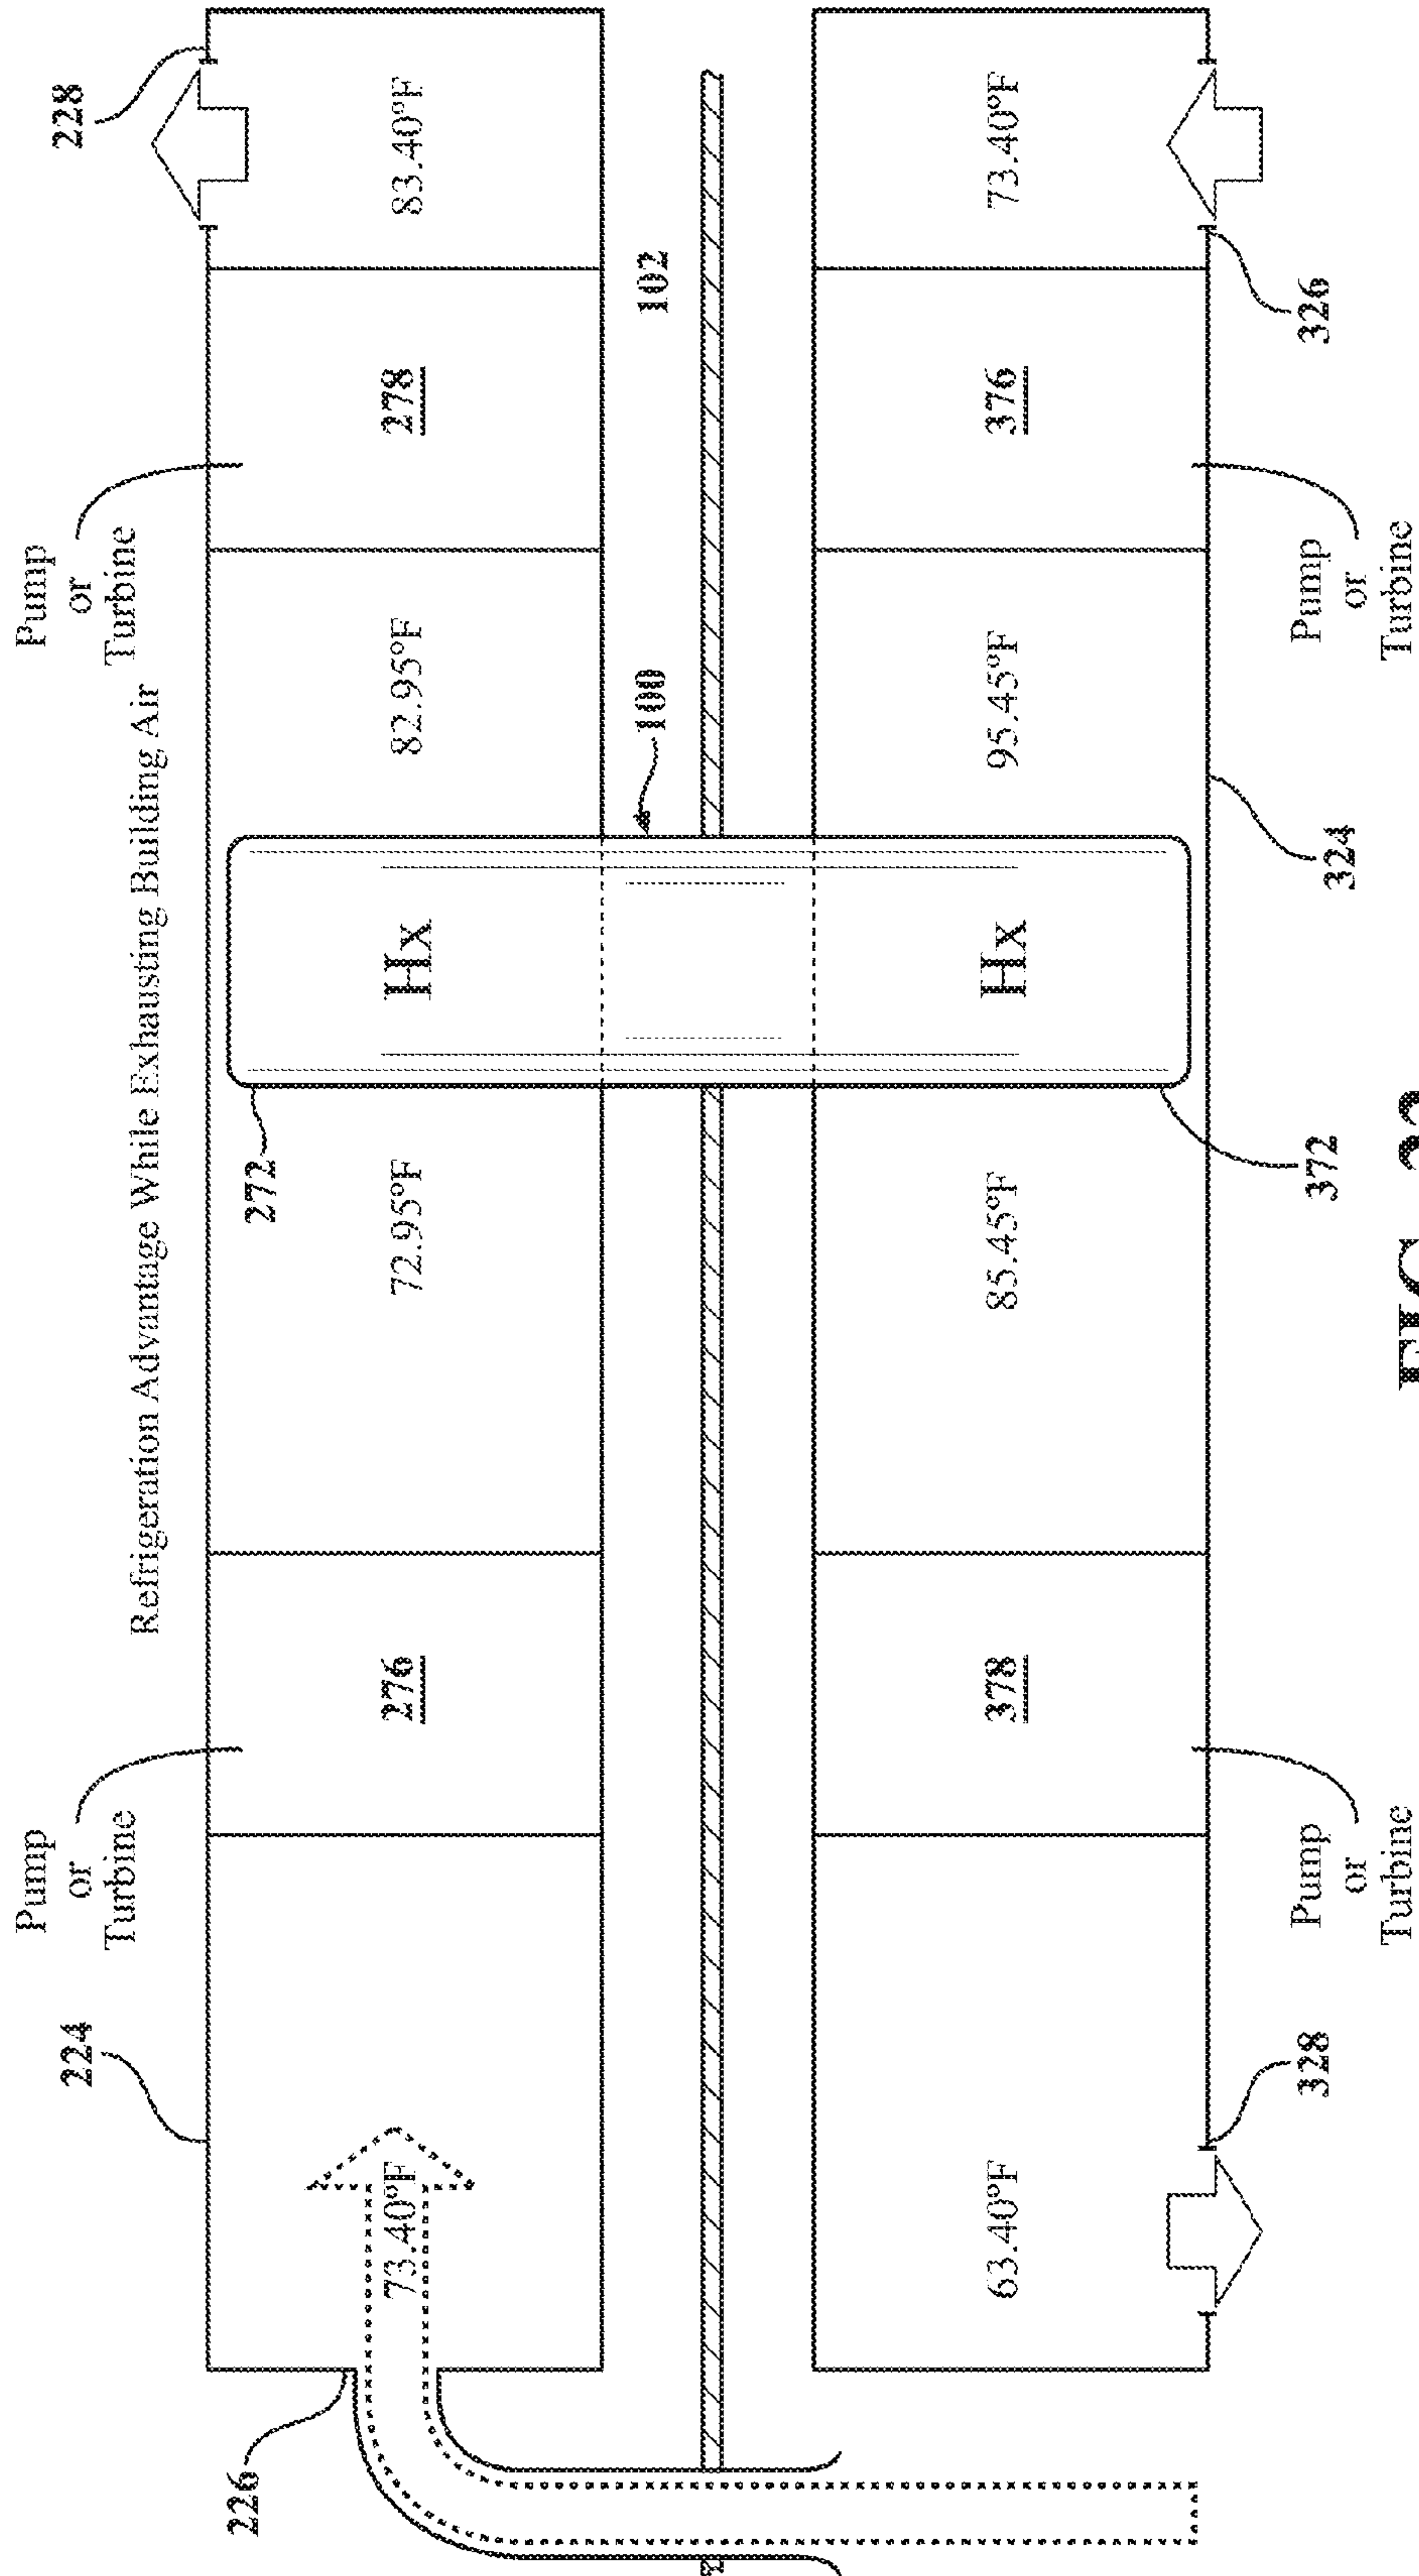 224
Pump
or
Turbine
Pump
or
Turbine
228
Refrigeration Advantage While Exhausting Building Air
226
272
73.40°F
276
72.95°F
Hx
82.95°F
278
83.40°F
100
102
63.40°F
378
85.45°F
Hx
95.45°F
376
73.40°F
328
Pump
or
Turbine
372
324
Pump
or
Turbine
326